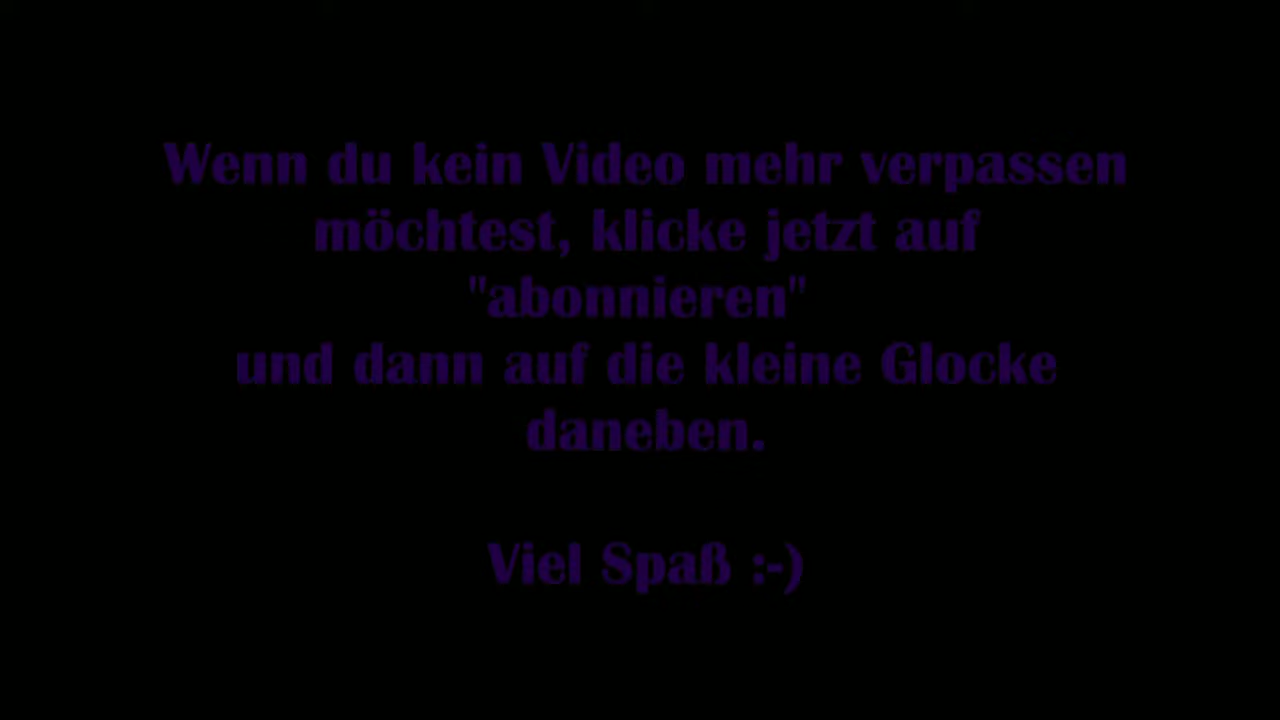 Wenn du kein Video mehr verpassen
möchtest, klicke jetzt auf
"abonnieren"
und dann auf die kleine Glocke
daneben.
Viel Spaß :-)